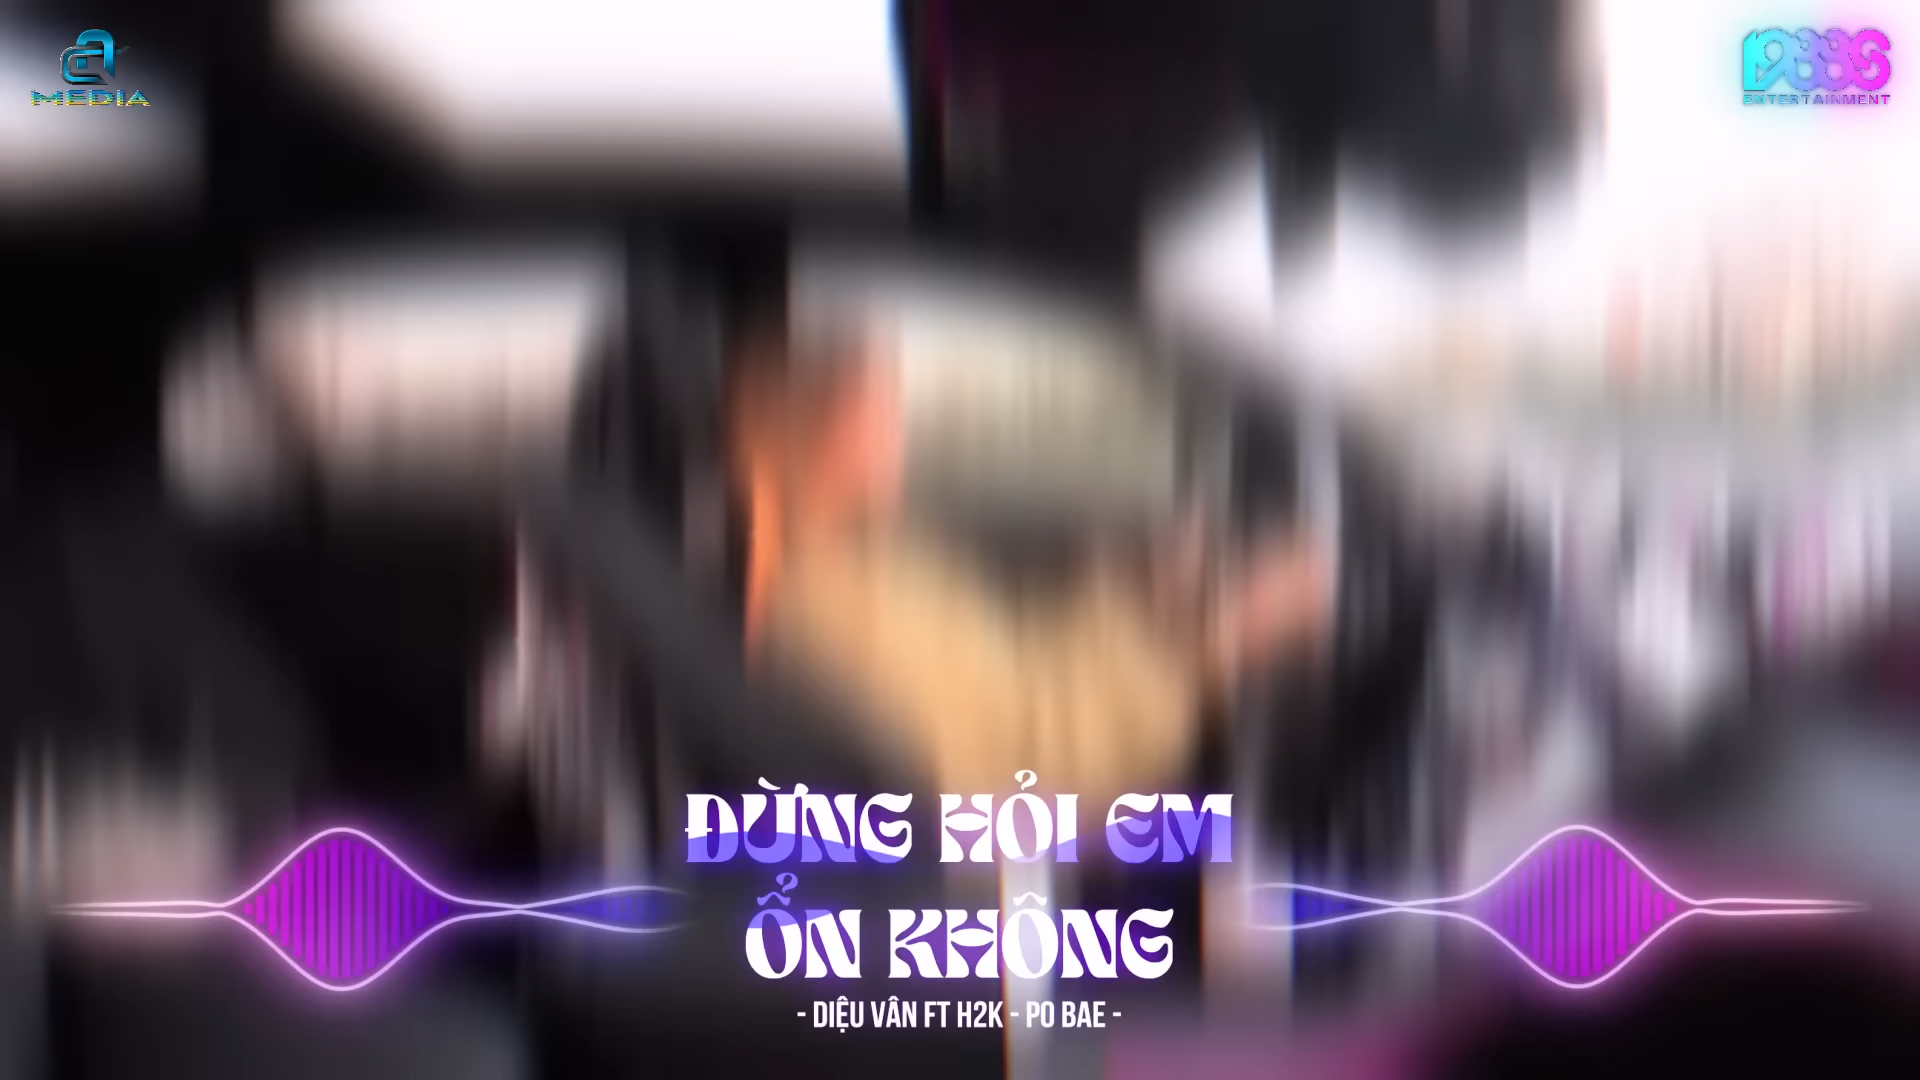 MEDIA
1988S
ENTERTAINMENT
ĐỪNG HỎI EM
ỔN KHÔNG
- DIỆU VÂN FT H2K - PO BAE -